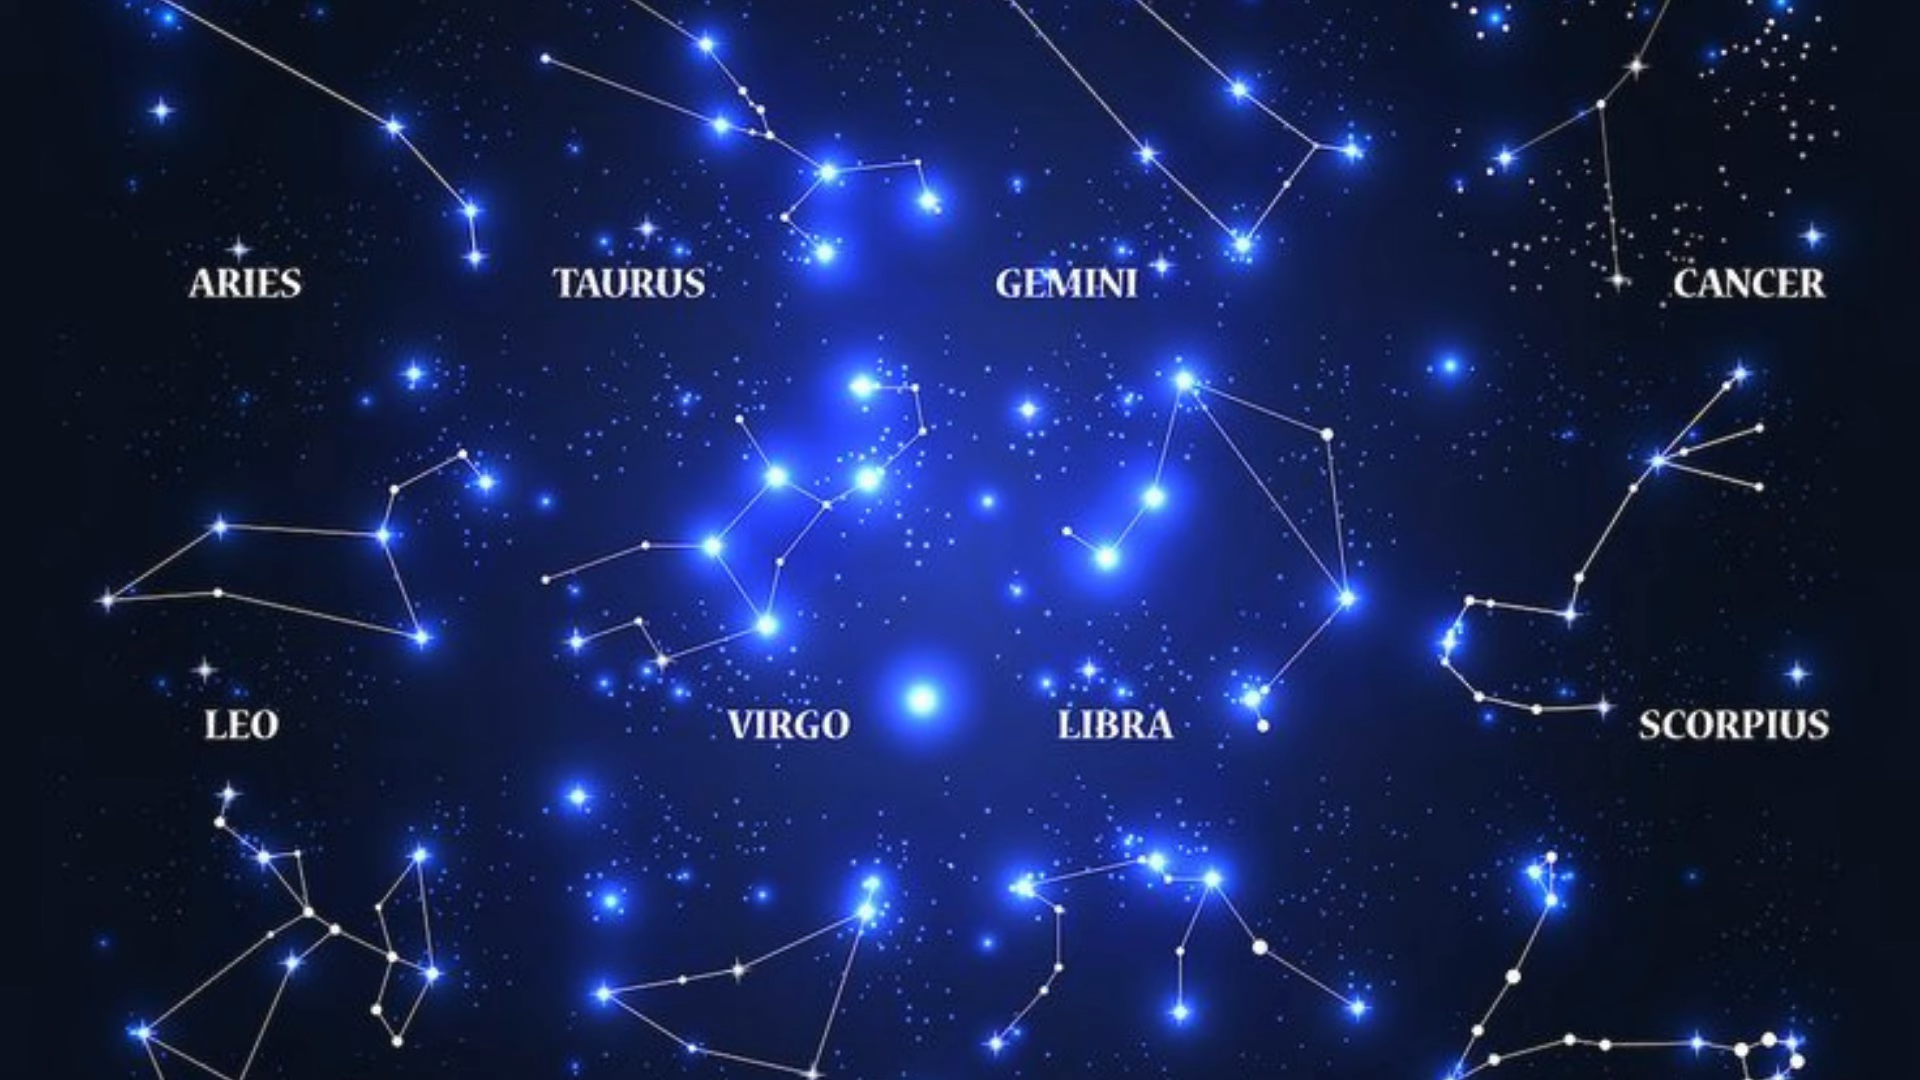 ARIES
TAURUS
GEMINI
CANCER
LEO
VIRGO
LIBRA
SCORPIUS